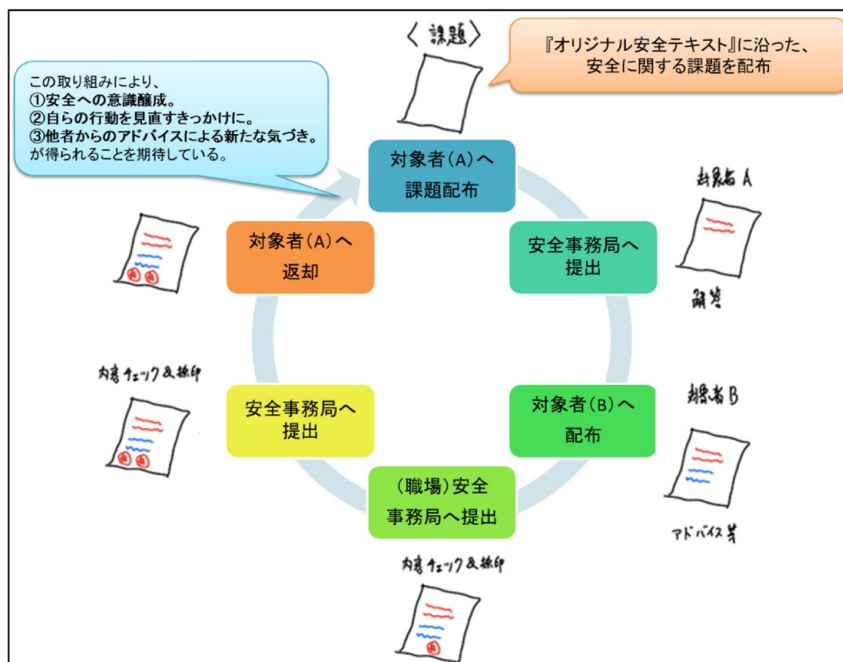 〈課題〉
『オリジナル安全テキスト』に沿った、
安全に関する課題を配布
この取り組みにより、
①安全への意識醸成。
②自らの行動を見直すきっかけに。
③他者からのアドバイスによる新たな気づき。
が得られることを期待している。
対象者(A)へ
課題配布
対象者A
安全事務局へ
提出
解答
対象者(B)へ
配布
対象者B
アドバイス等
(職場)安全
事務局へ提出
内容チェック&捺印
安全事務局へ
提出
内容チェック&捺印
対象者(A)へ
返却